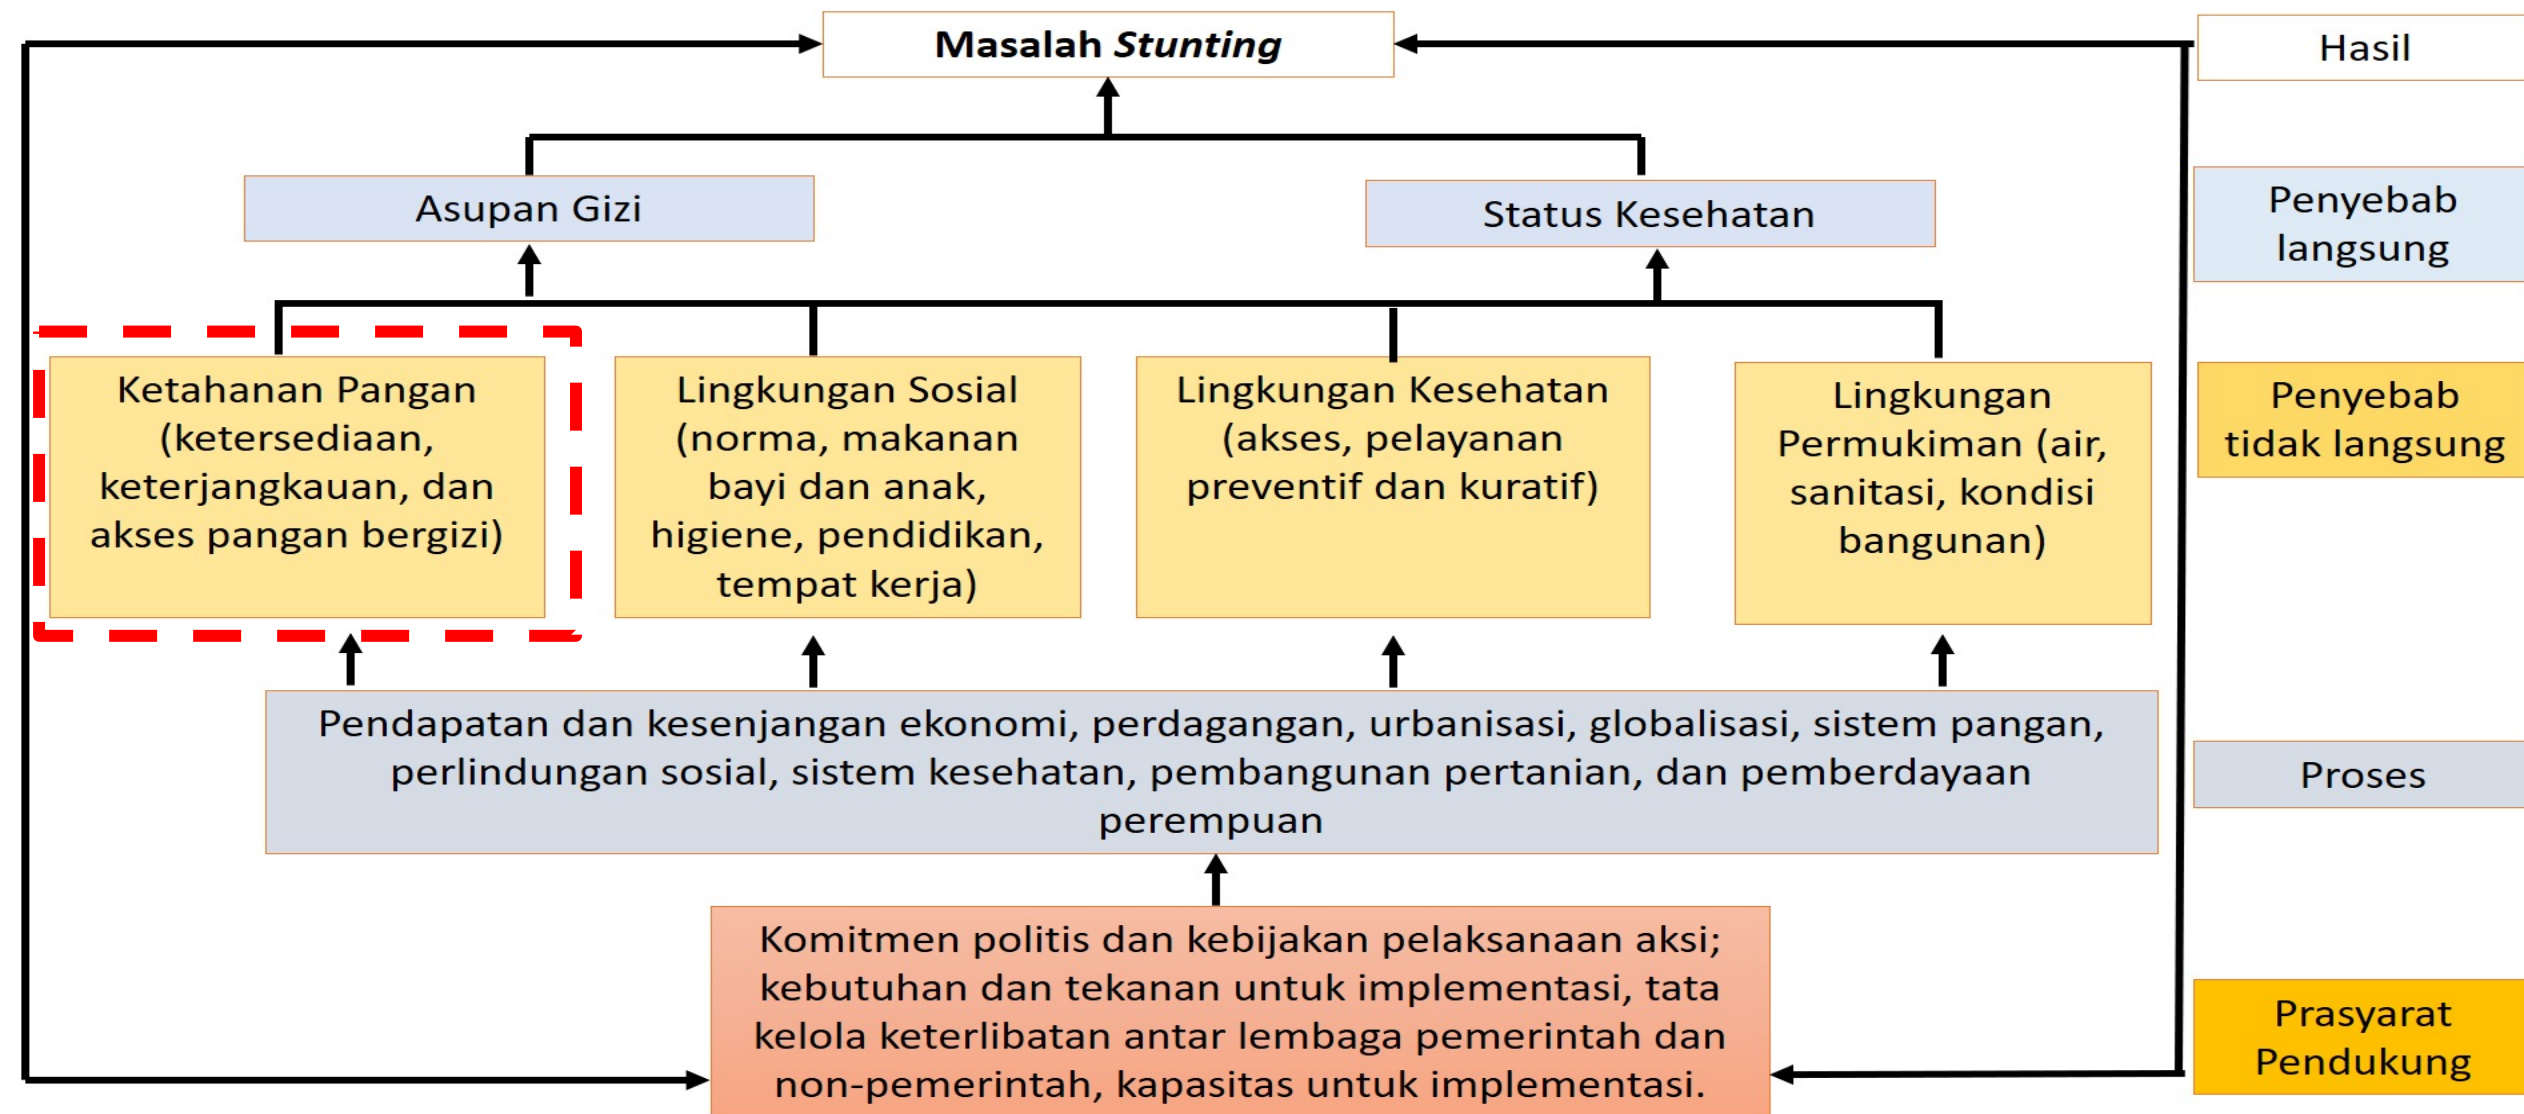 Masalah Stunting
Hasil
Asupan Gizi
Status Kesehatan
Penyebab
langsung
Ketahanan Pangan
(ketersediaan,
keterjangkauan, dan
akses pangan bergizi)
Lingkungan Sosial
(norma, makanan
bayi dan anak,
higiene, pendidikan,
tempat kerja)
Lingkungan Kesehatan
(akses, pelayanan
preventif dan kuratif)
Lingkungan
Permukiman (air,
sanitasi, kondisi
bangunan)
Penyebab
tidak langsung
Pendapatan dan kesenjangan ekonomi, perdagangan, urbanisasi, globalisasi, sistem pangan,
perlindungan sosial, sistem kesehatan, pembangunan pertanian, dan pemberdayaan
perempuan
Proses
Komitmen politis dan kebijakan pelaksanaan aksi;
kebutuhan dan tekanan untuk implementasi, tata
kelola keterlibatan antar lembaga pemerintah dan
non-pemerintah, kapasitas untuk implementasi.
Prasyarat
Pendukung